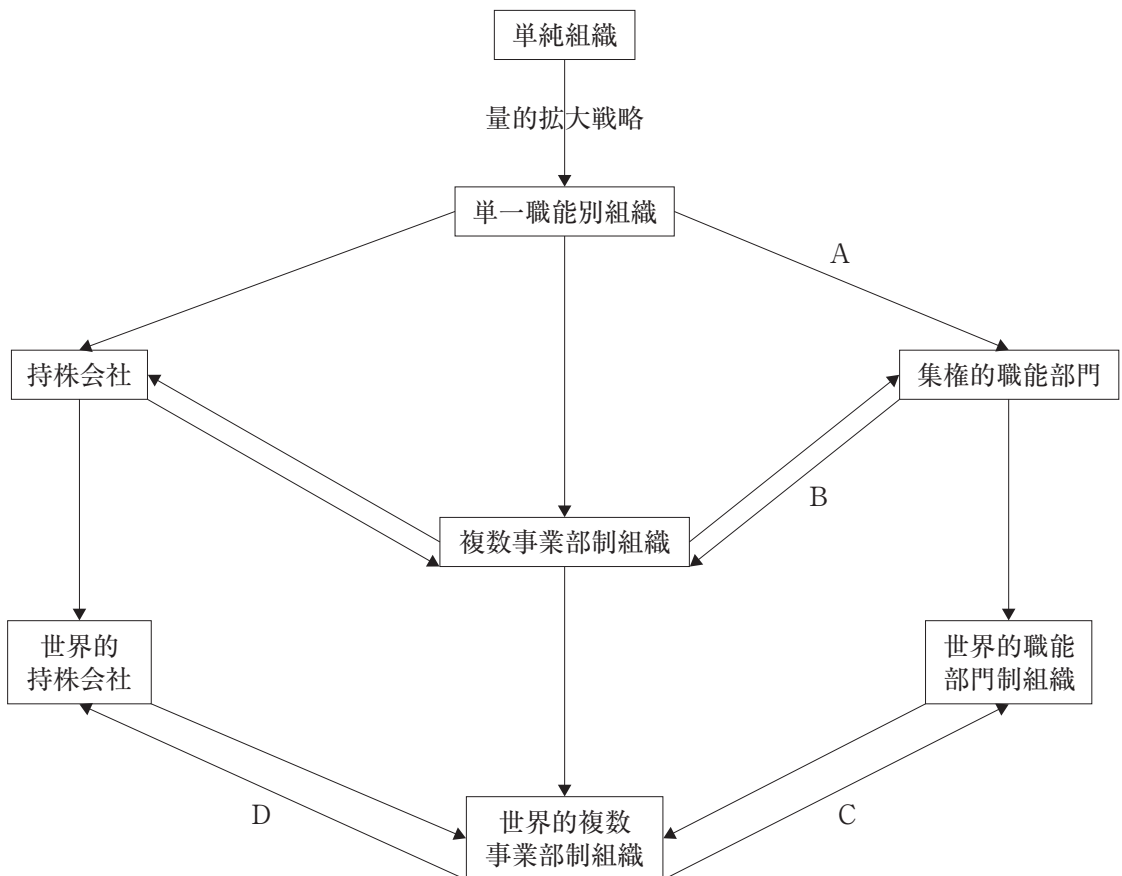 単純組織
量的拡大戦略
単一職能別組織
A
持株会社
集権的職能部門
B
複数事業部制組織
世界的
持株会社
世界的職能
部門制組織
D
C
世界的複数
事業部制組織